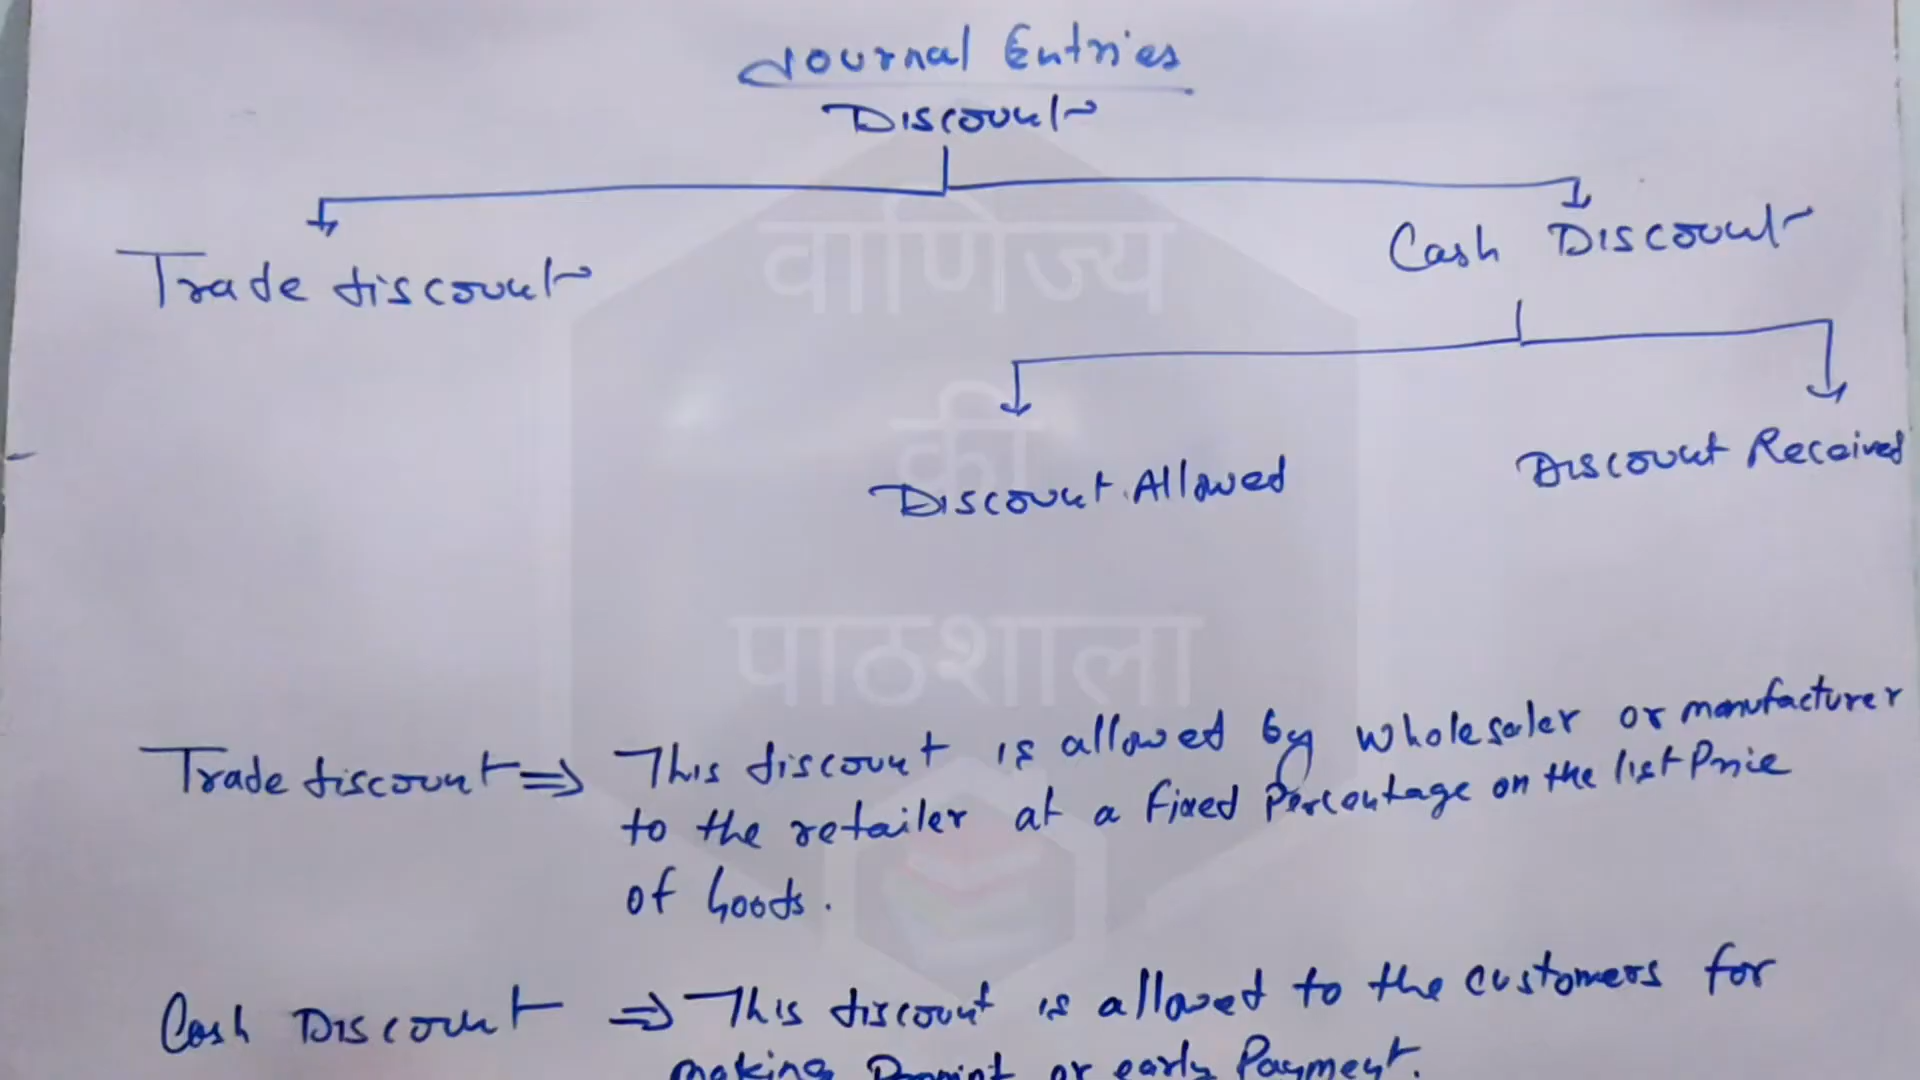 Journal Entries
Discount
Trade discount
Cash Discount
Discount Allowed
Discount Received
वाणिज्य
की
पाठशाला
Trade discount ⇒ This discount is allowed by wholesaler or manufacturer
to the retailer at a fixed Percentage on the list Price
of Goods.
Cash Discount ⇒ This discount is allowed to the customers for
making Prompt or early Payment.